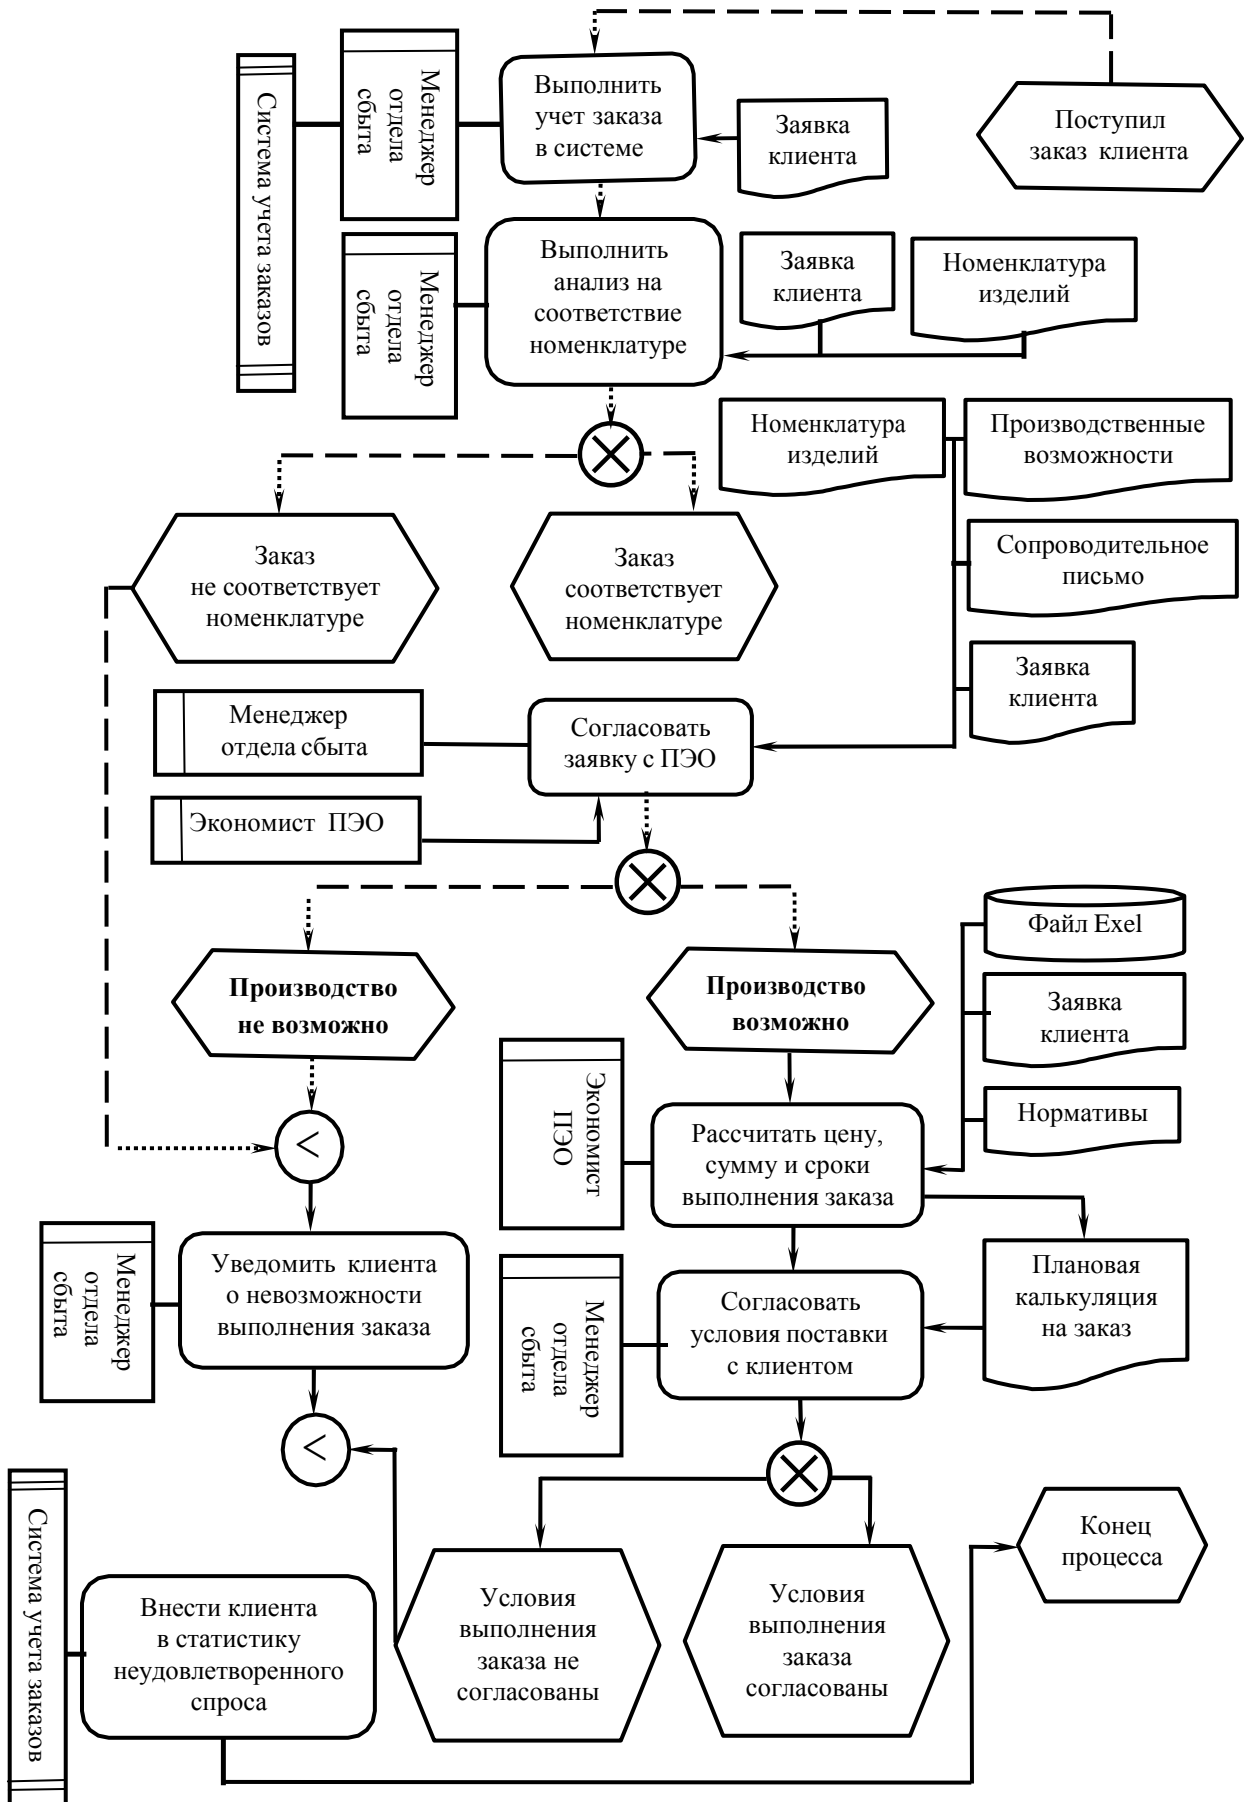 Система учета заказов
Менеджер
отдела
сбыта
Выполнить
учет заказа
в системе
Заявка
клиента
Поступил
заказ клиента
Менеджер
отдела
сбыта
Выполнить
анализ на
соответствие
номенклатуре
Заявка
клиента
Номенклатура
изделий
Номенклатура
изделий
Производственные
возможности
Заказ
не соответствует
номенклатуре
Заказ
соответствует
номенклатуре
Сопроводительное
письмо
Заявка
клиента
Менеджер
отдела сбыта
Согласовать
заявку с ПЭО
Экономист ПЭО
Файл Exel
Производство
не возможно
Производство
возможно
Заявка
клиента
Экономист
ПЭО
Нормативы
<
Рассчитать цену,
сумму и сроки
выполнения заказа
Менеджер
отдела
сбыта
Уведомить клиента
о невозможности
выполнения заказа
Менеджер
отдела
сбыта
Согласовать
условия поставки
с клиентом
Плановая
калькуляция
на заказ
<
Система учета заказов
Внести клиента
в статистику
неудовлетворенного
спроса
Условия
выполнения
заказа не
согласованы
Условия
выполнения
заказа
согласованы
Конец
процесса